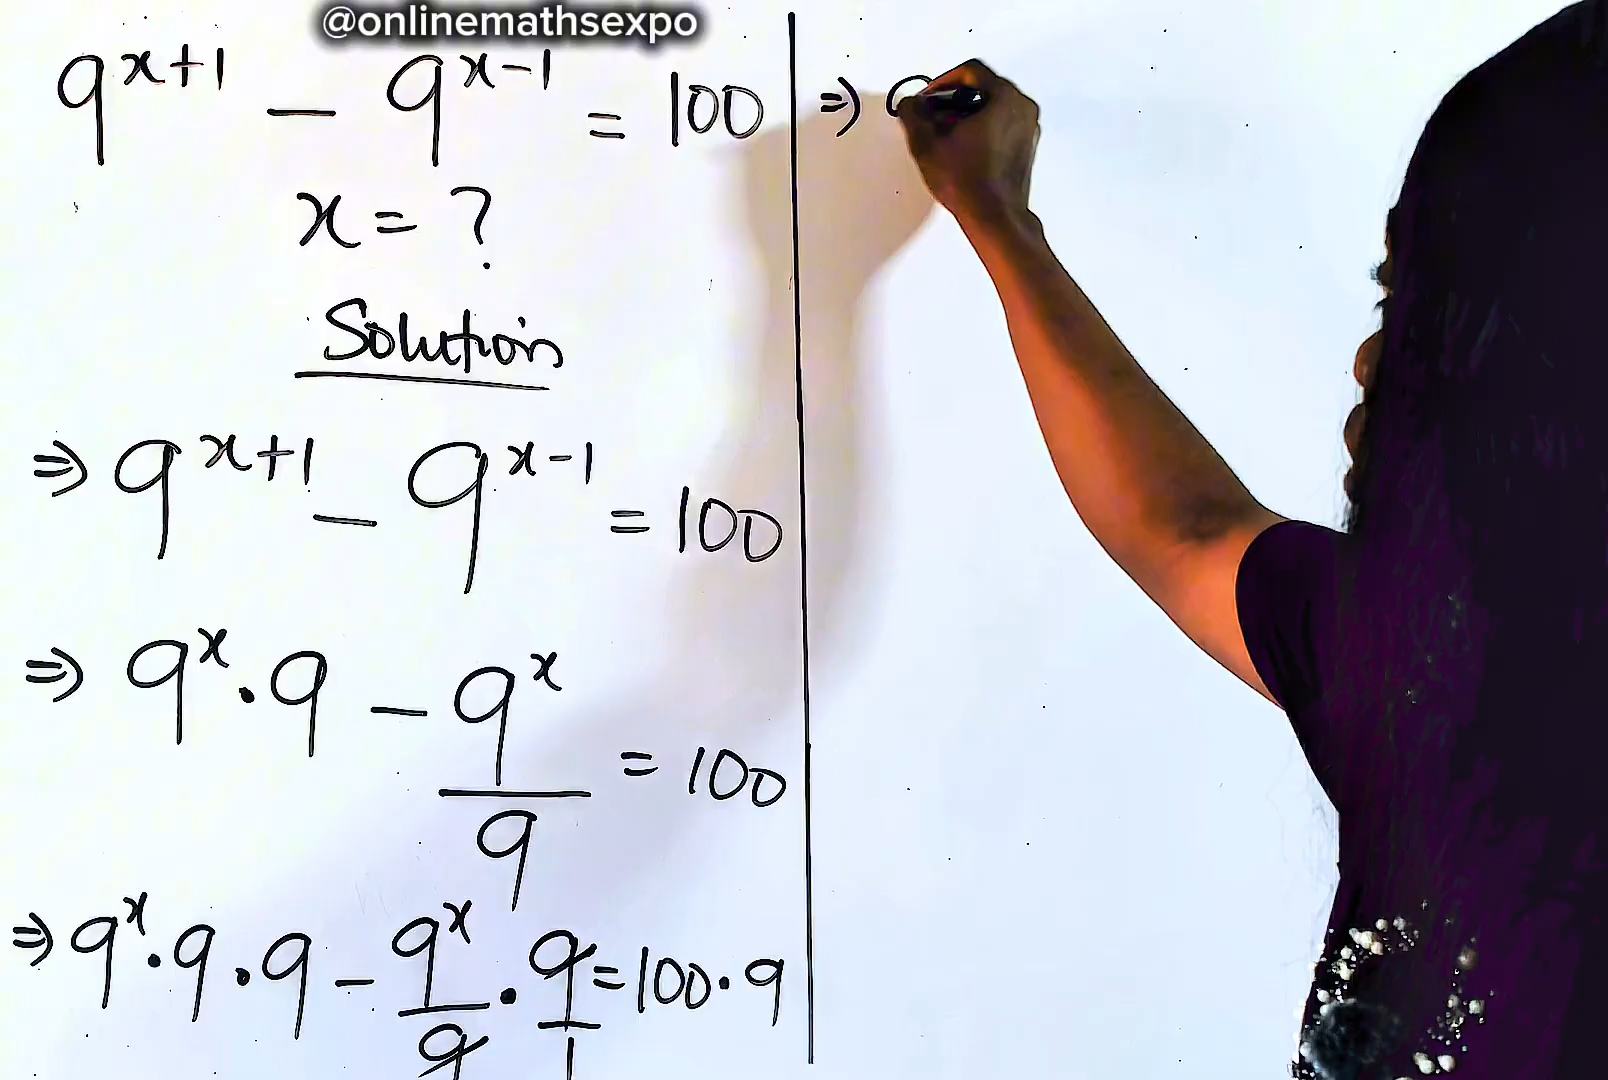 @onlinemathsexpo
9^{x+1} - 9^{x-1} = 100
x = ?
Solution
⇒ 9^{x+1} - 9^{x-1} = 100
⇒ 9^x · 9 - 9^x/9 = 100
⇒ 9^x · 9 · 9 - 9^x/9 · 9/1 = 100 · 9
⇒